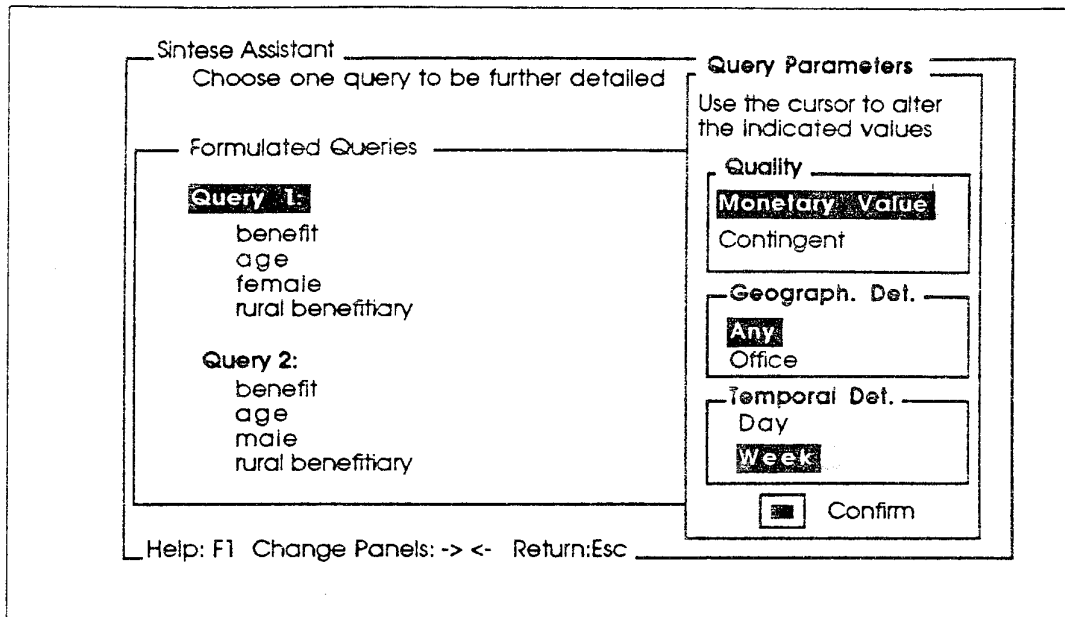 Sintese Assistant
Choose one query to be further detailed
Formulated Queries
Query 1:
benefit
age
female
rural benefitiary
Query 2:
benefit
age
male
rural benefitiary
Query Parameters
Use the cursor to alter
the indicated values
Quality
Monetary Value
Contingent
Geograph. Det.
Any
Office
Temporal Det.
Day
Week
Confirm
Help: F1 Change Panels: -> <- Return:Esc